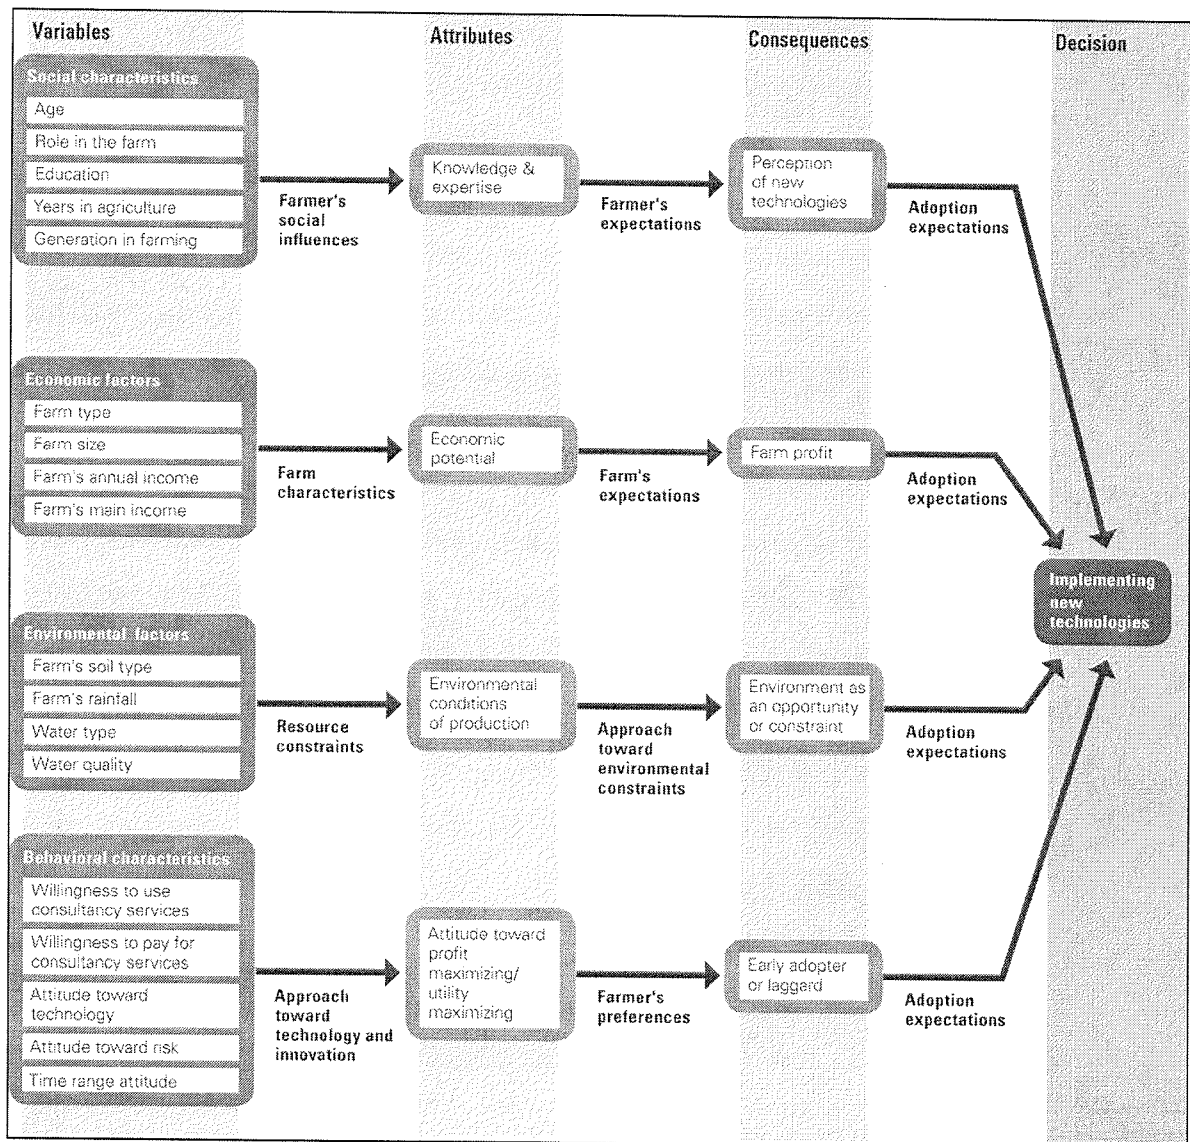 Variables
Attributes
Consequences
Decision
Social characteristics
Age
Role in the farm
Education
Years in agriculture
Generation in farming
Farmer's
social
influences
Knowledge &
expertise
Farmer's
expectations
Perception
of new
technologies
Adoption
expectations
Economic factors
Farm type
Farm size
Farm's annual income
Farm's main income
Farm
characteristics
Economic
potential
Farm's
expectations
Farm profit
Adoption
expectations
Implementing
new
technologies
Enviromental factors
Farm's soil type
Farm's rainfall
Water type
Water quality
Resource
constraints
Environmental
conditions
of production
Approach
toward
environmental
constraints
Environment as
an opportunity
or constraint
Adoption
expectations
Behavioral characteristics
Willingness to use
consultancy services
Willingness to pay for
consultancy services
Attitude toward
technology
Attitude toward risk
Time range attitude
Approach
toward
technology and
innovation
Attitude toward
profit
maximizing/
utility
maximizing
Farmer's
preferences
Early adopter
or laggard
Adoption
expectations